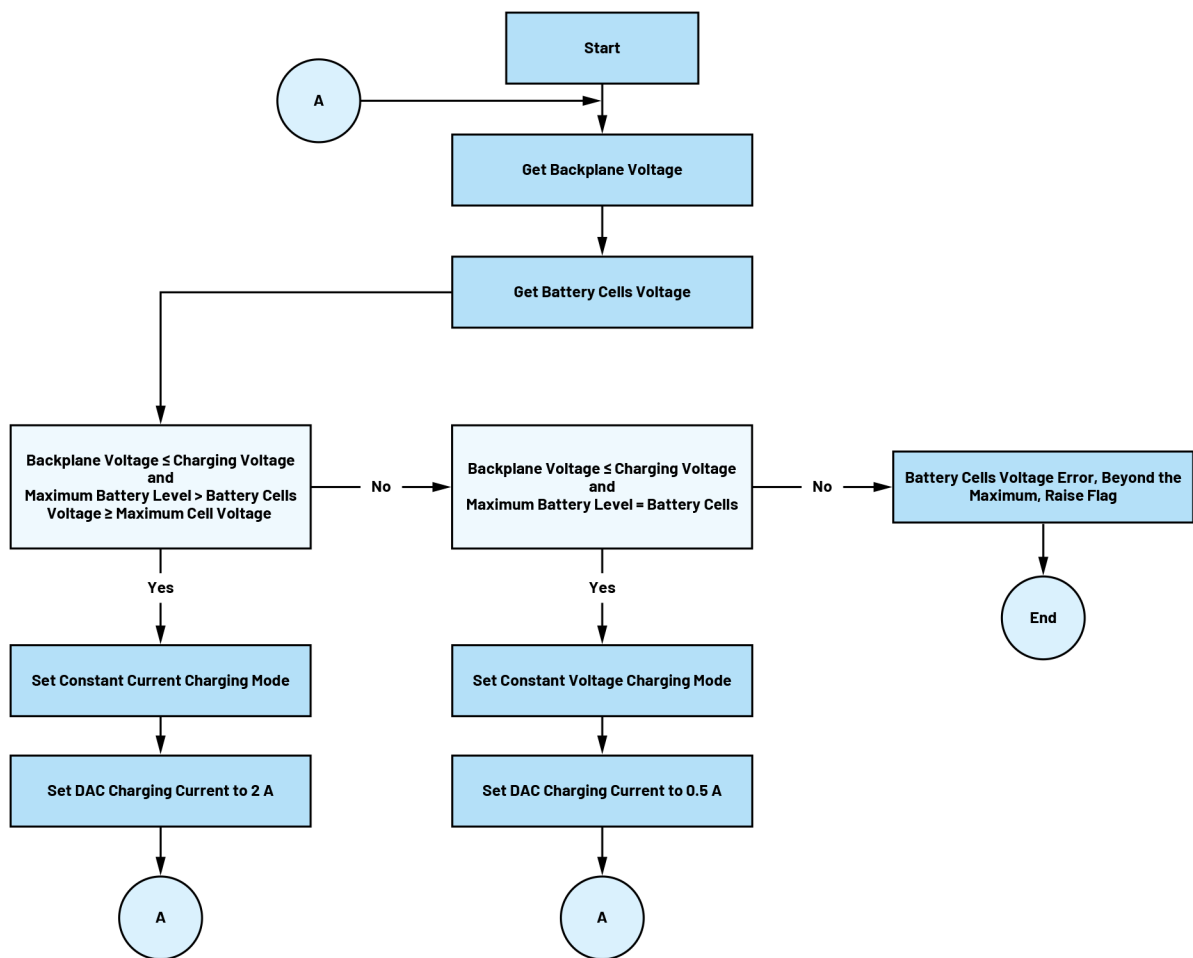 Start
A
Get Backplane Voltage
Get Battery Cells Voltage
Backplane Voltage ≤ Charging Voltage
and
Maximum Battery Level > Battery Cells
Voltage ≥ Maximum Cell Voltage
No
Backplane Voltage ≤ Charging Voltage
and
Maximum Battery Level = Battery Cells
No
Battery Cells Voltage Error, Beyond the
Maximum, Raise Flag
Yes
Yes
End
Set Constant Current Charging Mode
Set Constant Voltage Charging Mode
Set DAC Charging Current to 2 A
Set DAC Charging Current to 0.5 A
A
A